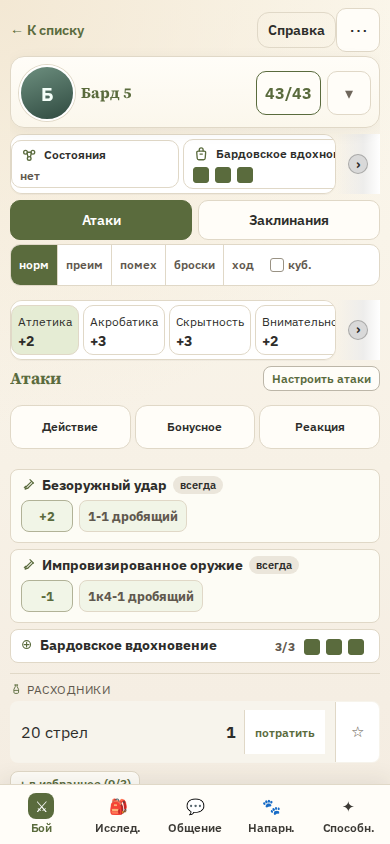 ← К списку
Справка
...
Б
Бард 5
43/43
▼
Состояния
нет
Бардовское вдохно
›
Атаки
Заклинания
норм
преим
помех
броски
ход
куб.
Атлетика
+2
Акробатика
+3
Скрытность
+3
Внимательно
+2
›
Атаки
Настроить атаки
Действие
Бонусное
Реакция
Безоружный удар
всегда
+2
1-1 дробящий
Импровизированное оружие
всегда
-1
1к4-1 дробящий
Бардовское вдохновение
3/3
РАСХОДНИКИ
20 стрел
1
потратить
☆
Бой
Исслед.
Общение
Напарн.
Способн.